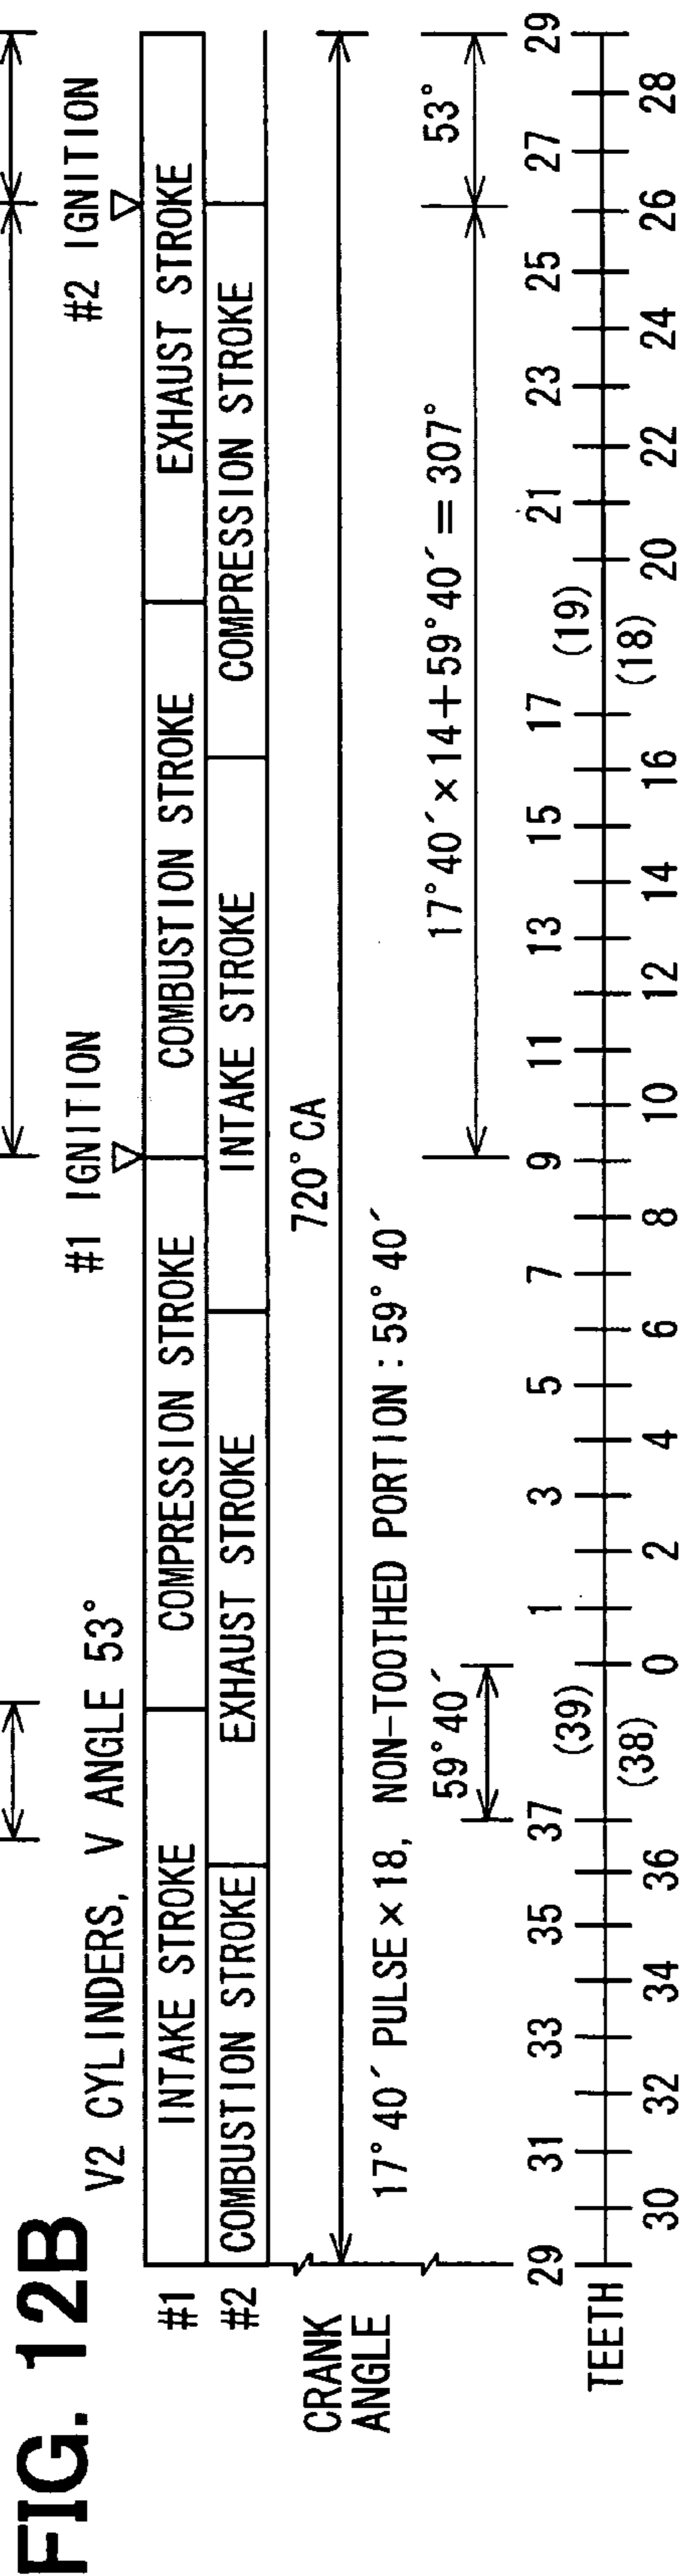 FIG. 12B
V2 CYLINDERS, V ANGLE 53°
#1 IGNITION
#2 IGNITION
#1
INTAKE STROKE
COMPRESSION STROKE
COMBUSTION STROKE
EXHAUST STROKE
#2
COMBUSTION STROKE
EXHAUST STROKE
INTAKE STROKE
COMPRESSION STROKE
CRANK
ANGLE
720°CA
17°40′ PULSE×18, NON-TOOTHED PORTION:59°40′
59°40′
17°40′×14+59°40′=307°
53°
29 31 33 35 37 (39) 1 3 5 7 9 11 13 15 17 (19) 21 23 25 27 29
TEETH
30 32 34 36 (38) 0 2 4 6 8 10 12 14 16 (18) 20 22 24 26 28